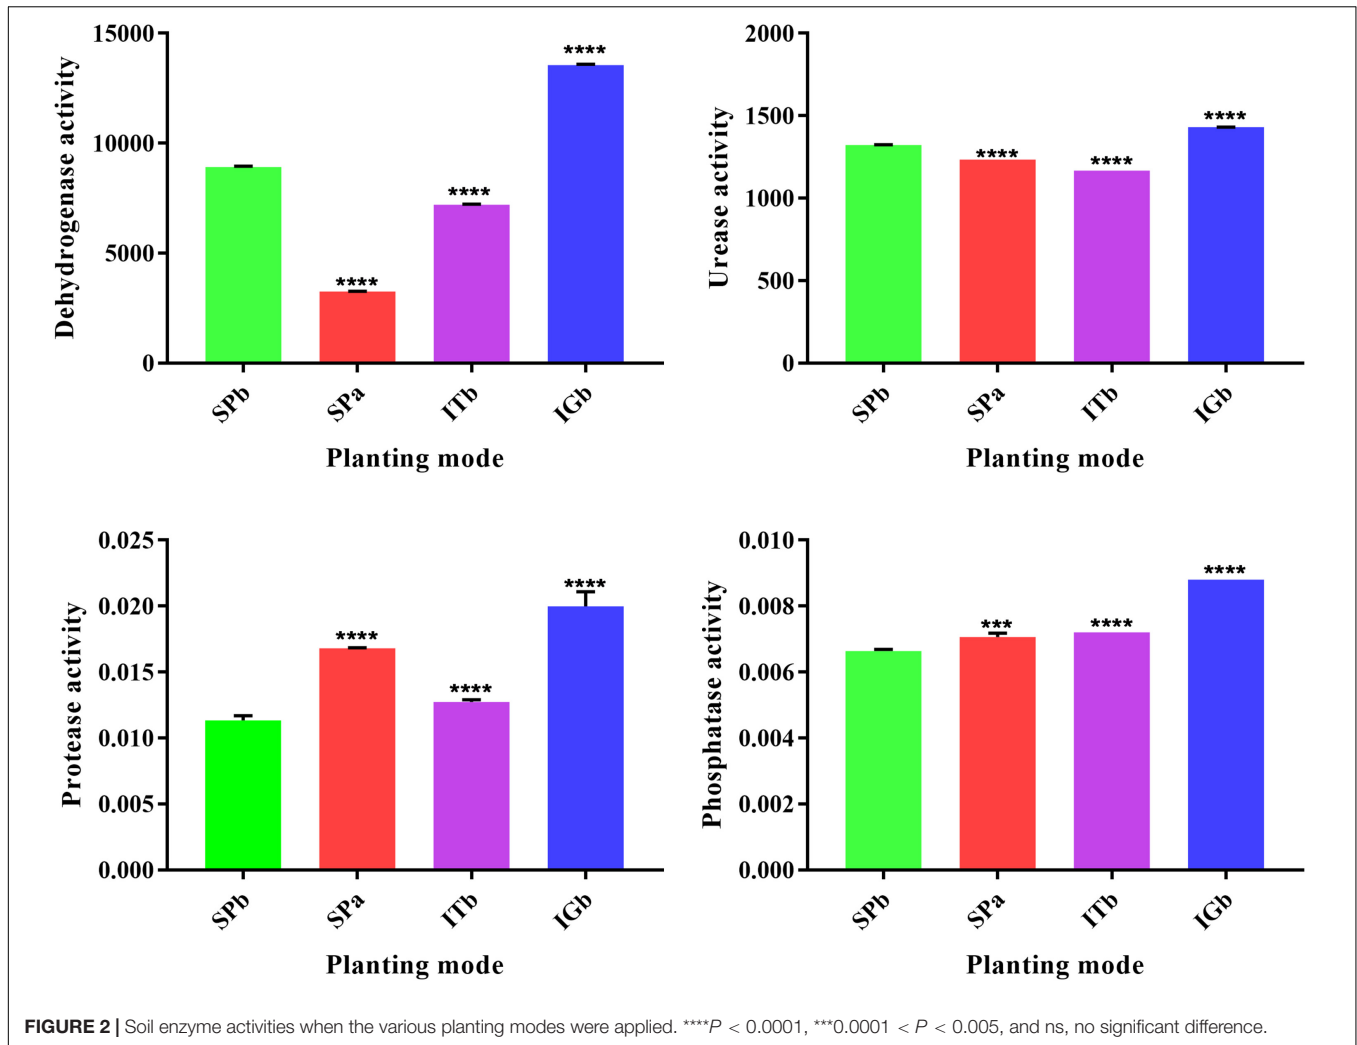 Dehydrogenase activity
15000
10000
5000
0
****
****
****
SPb
SPa
ITb
IGb
Planting mode
Urease activity
2000
1500
1000
500
0
****
****
****
SPb
SPa
ITb
IGb
Planting mode
Protease activity
0.025
0.020
0.015
0.010
0.005
0.000
****
****
****
SPb
SPa
ITb
IGb
Planting mode
Phosphatase activity
0.010
0.008
0.006
0.004
0.002
0.000
***
****
****
SPb
SPa
ITb
IGb
Planting mode
FIGURE 2 | Soil enzyme activities when the various planting modes were applied. ****P < 0.0001, ***0.0001 < P < 0.005, and ns, no significant difference.